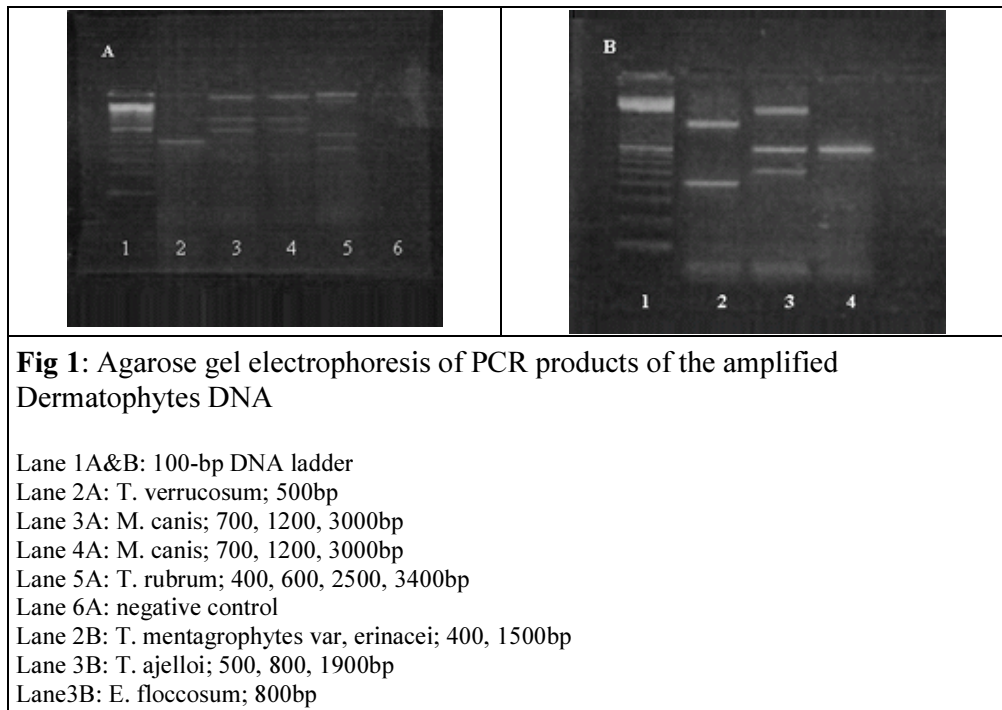 A
1 2 3 4 5 6
B
1 2 3 4
Fig 1: Agarose gel electrophoresis of PCR products of the amplified
Dermatophytes DNA
Lane 1A&B: 100-bp DNA ladder
Lane 2A: T. verrucosum; 500bp
Lane 3A: M. canis; 700, 1200, 3000bp
Lane 4A: M. canis; 700, 1200, 3000bp
Lane 5A: T. rubrum; 400, 600, 2500, 3400bp
Lane 6A: negative control
Lane 2B: T. mentagrophytes var, erinacei; 400, 1500bp
Lane 3B: T. ajelloi; 500, 800, 1900bp
Lane3B: E. floccosum; 800bp